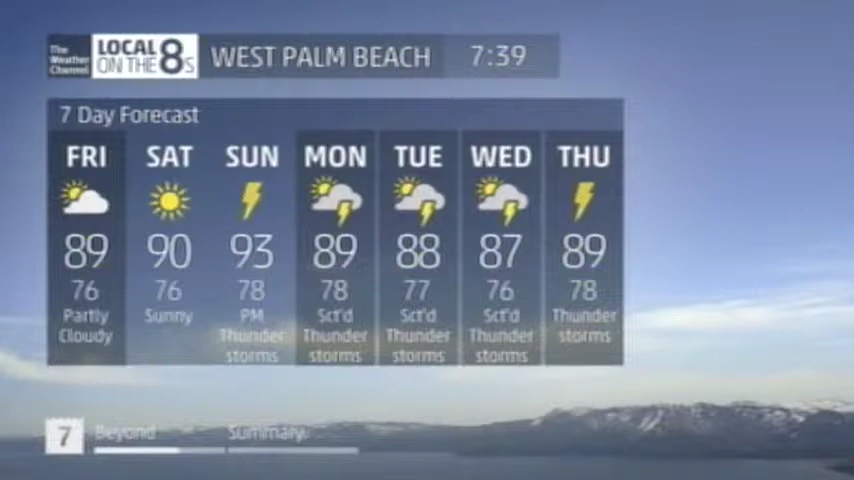 The Weather Channel
LOCAL ON THE 8s
WEST PALM BEACH 7:39
7 Day Forecast
FRI SAT SUN MON TUE WED THU
89 90 93 89 88 87 89
76 76 78 78 77 76 78
Partly Cloudy
Sunny
PM Thunder storms
Sct'd Thunder storms
Sct'd Thunder storms
Sct'd Thunder storms
Thunder storms
7 Beyond Summary